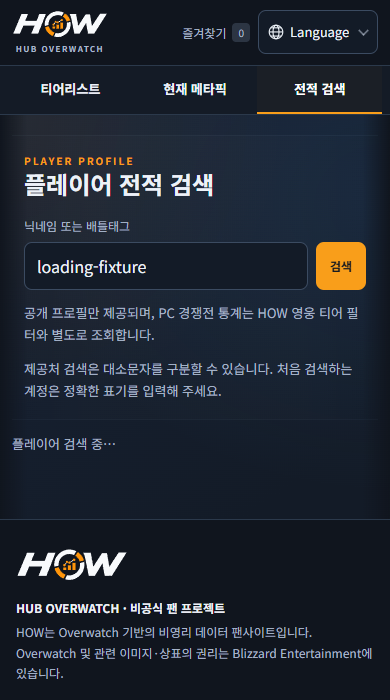 HOW
HUB OVERWATCH
즐겨찾기 0
Language
티어리스트 현재 메타픽 전적 검색
PLAYER PROFILE
플레이어 전적 검색
닉네임 또는 배틀태그
loading-fixture 검색
공개 프로필만 제공되며, PC 경쟁전 통계는 HOW 영웅 티어 필
터와 별도로 조회합니다.
제공처 검색은 대소문자를 구분할 수 있습니다. 처음 검색하는
계정은 정확한 표기를 입력해 주세요.
플레이어 검색 중…
HOW
HUB OVERWATCH · 비공식 팬 프로젝트
HOW는 Overwatch 기반의 비영리 데이터 팬사이트입니다.
Overwatch 및 관련 이미지·상표의 권리는 Blizzard Entertainment에
있습니다.